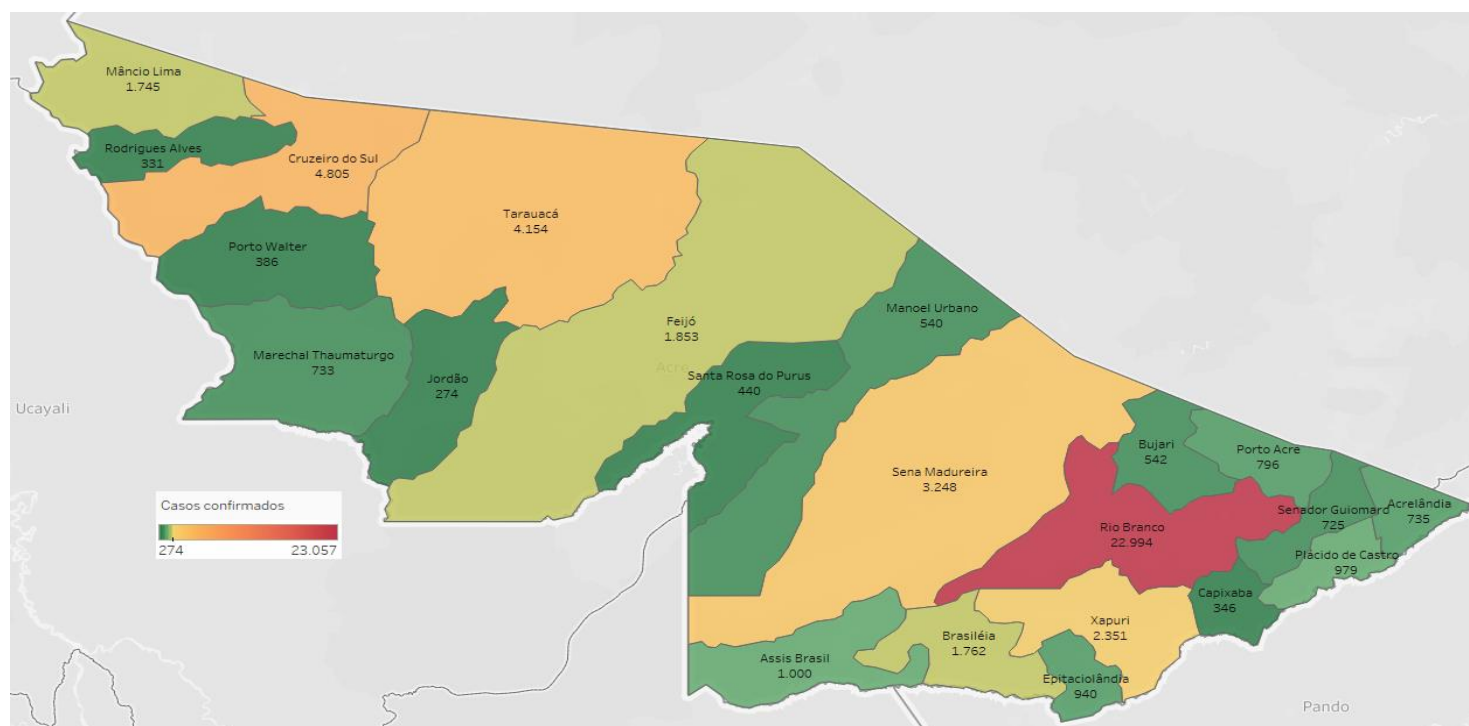 Mâncio Lima
1.745
Rodrigues Alves
331
Cruzeiro do Sul
4.805
Tarauacá
4.154
Porto Walter
386
Feijó
1.853
Acre
Manoel Urbano
540
Marechal Thaumaturgo
733
Jordão
274
Santa Rosa do Purus
440
Ucayali
Sena Madureira
3.248
Bujari
542
Porto Acre
796
Casos confirmados
274
23.057
Rio Branco
22.994
Senador Guiomard
725
Acrelândia
735
Plácido de Castro
979
Capixaba
346
Xapuri
2.351
Brasiléia
1.762
Assis Brasil
1.000
Epitaciolândia
940
Pando